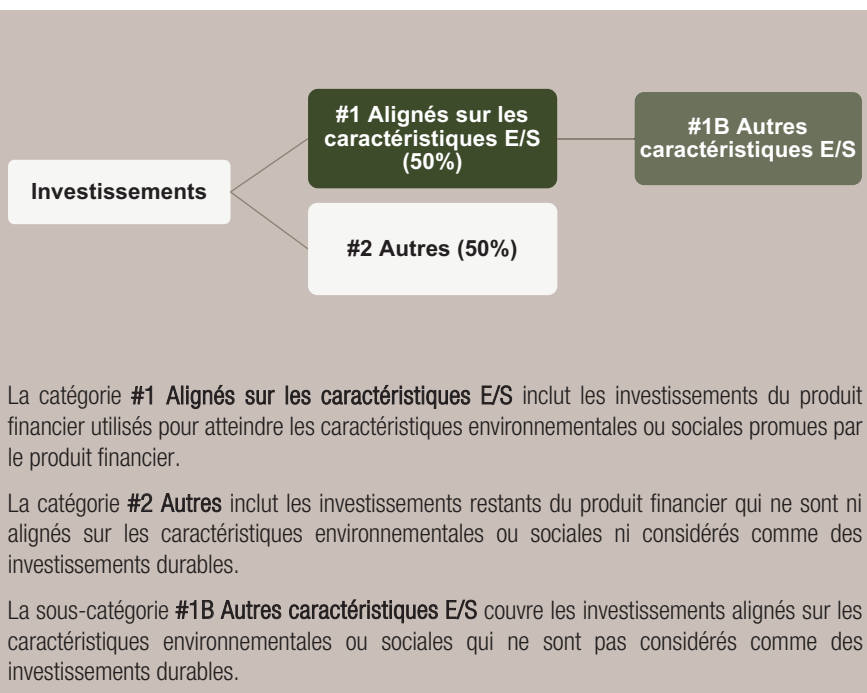 #1 Alignés sur les
caractéristiques E/S
(50%)
#1B Autres
caractéristiques E/S
Investissements
#2 Autres (50%)
La catégorie #1 Alignés sur les caractéristiques E/S inclut les investissements du produit
financier utilisés pour atteindre les caractéristiques environnementales ou sociales promues par
le produit financier.
La catégorie #2 Autres inclut les investissements restants du produit financier qui ne sont ni
alignés sur les caractéristiques environnementales ou sociales ni considérés comme des
investissements durables.
La sous-catégorie #1B Autres caractéristiques E/S couvre les investissements alignés sur les
caractéristiques environnementales ou sociales qui ne sont pas considérés comme des
investissements durables.